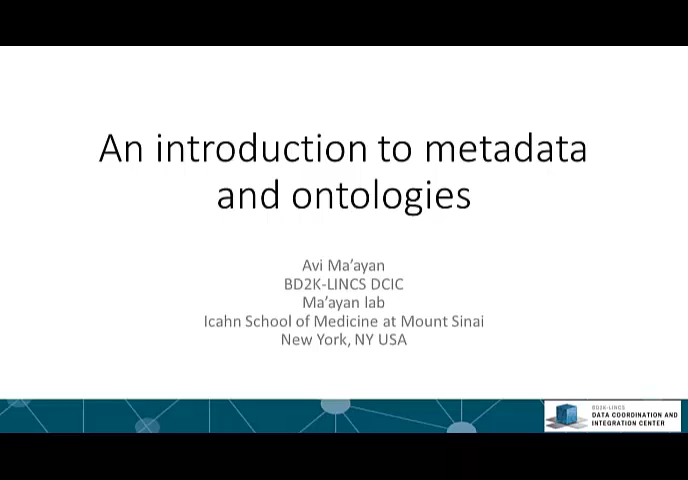 An introduction to metadata
and ontologies
Avi Ma'ayan
BD2K-LINCS DCIC
Ma'ayan lab
Icahn School of Medicine at Mount Sinai
New York, NY USA
BD2K-LINCS
DATA COORDINATION AND
INTEGRATION CENTER